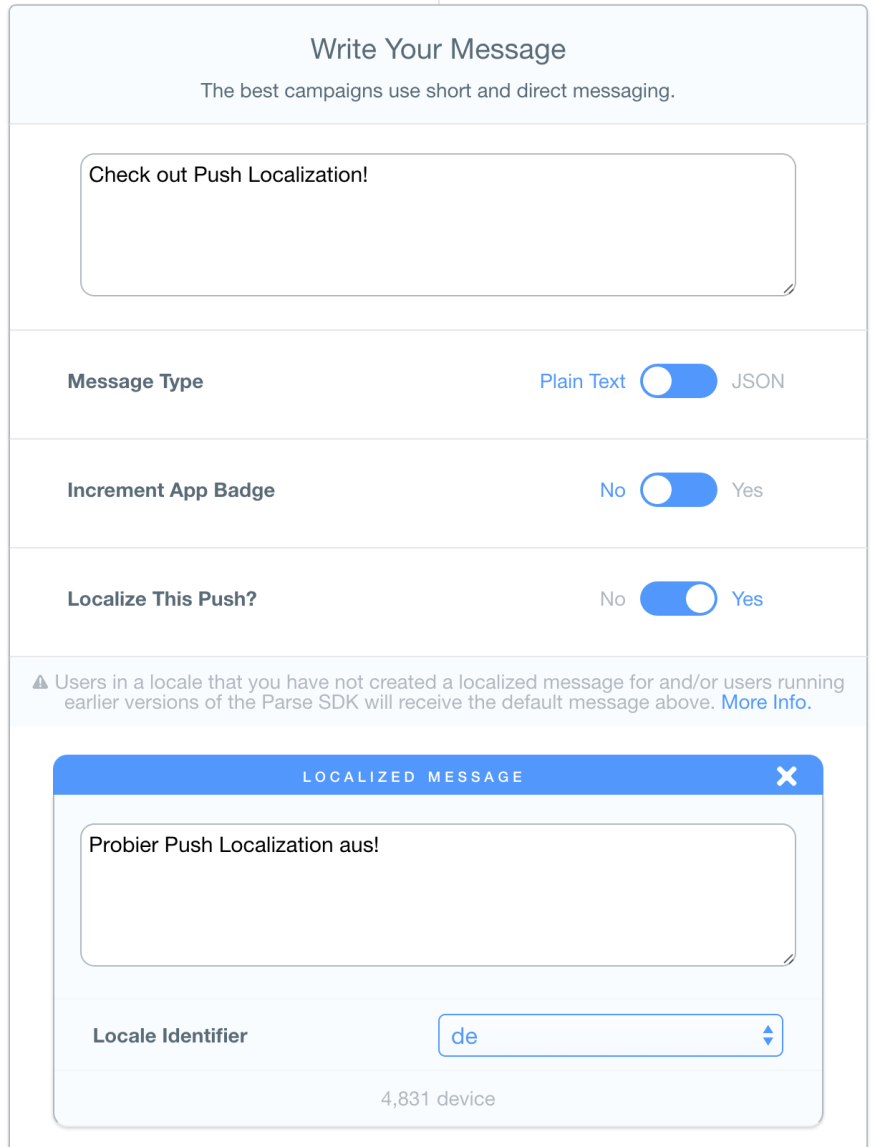 Write Your Message
The best campaigns use short and direct messaging.
Check out Push Localization!
Message Type Plain Text JSON
Increment App Badge No Yes
Localize This Push? No Yes
Users in a locale that you have not created a localized message for and/or users running
earlier versions of the Parse SDK will receive the default message above. More Info.
LOCALIZED MESSAGE
Probier Push Localization aus!
Locale Identifier de
4,831 device